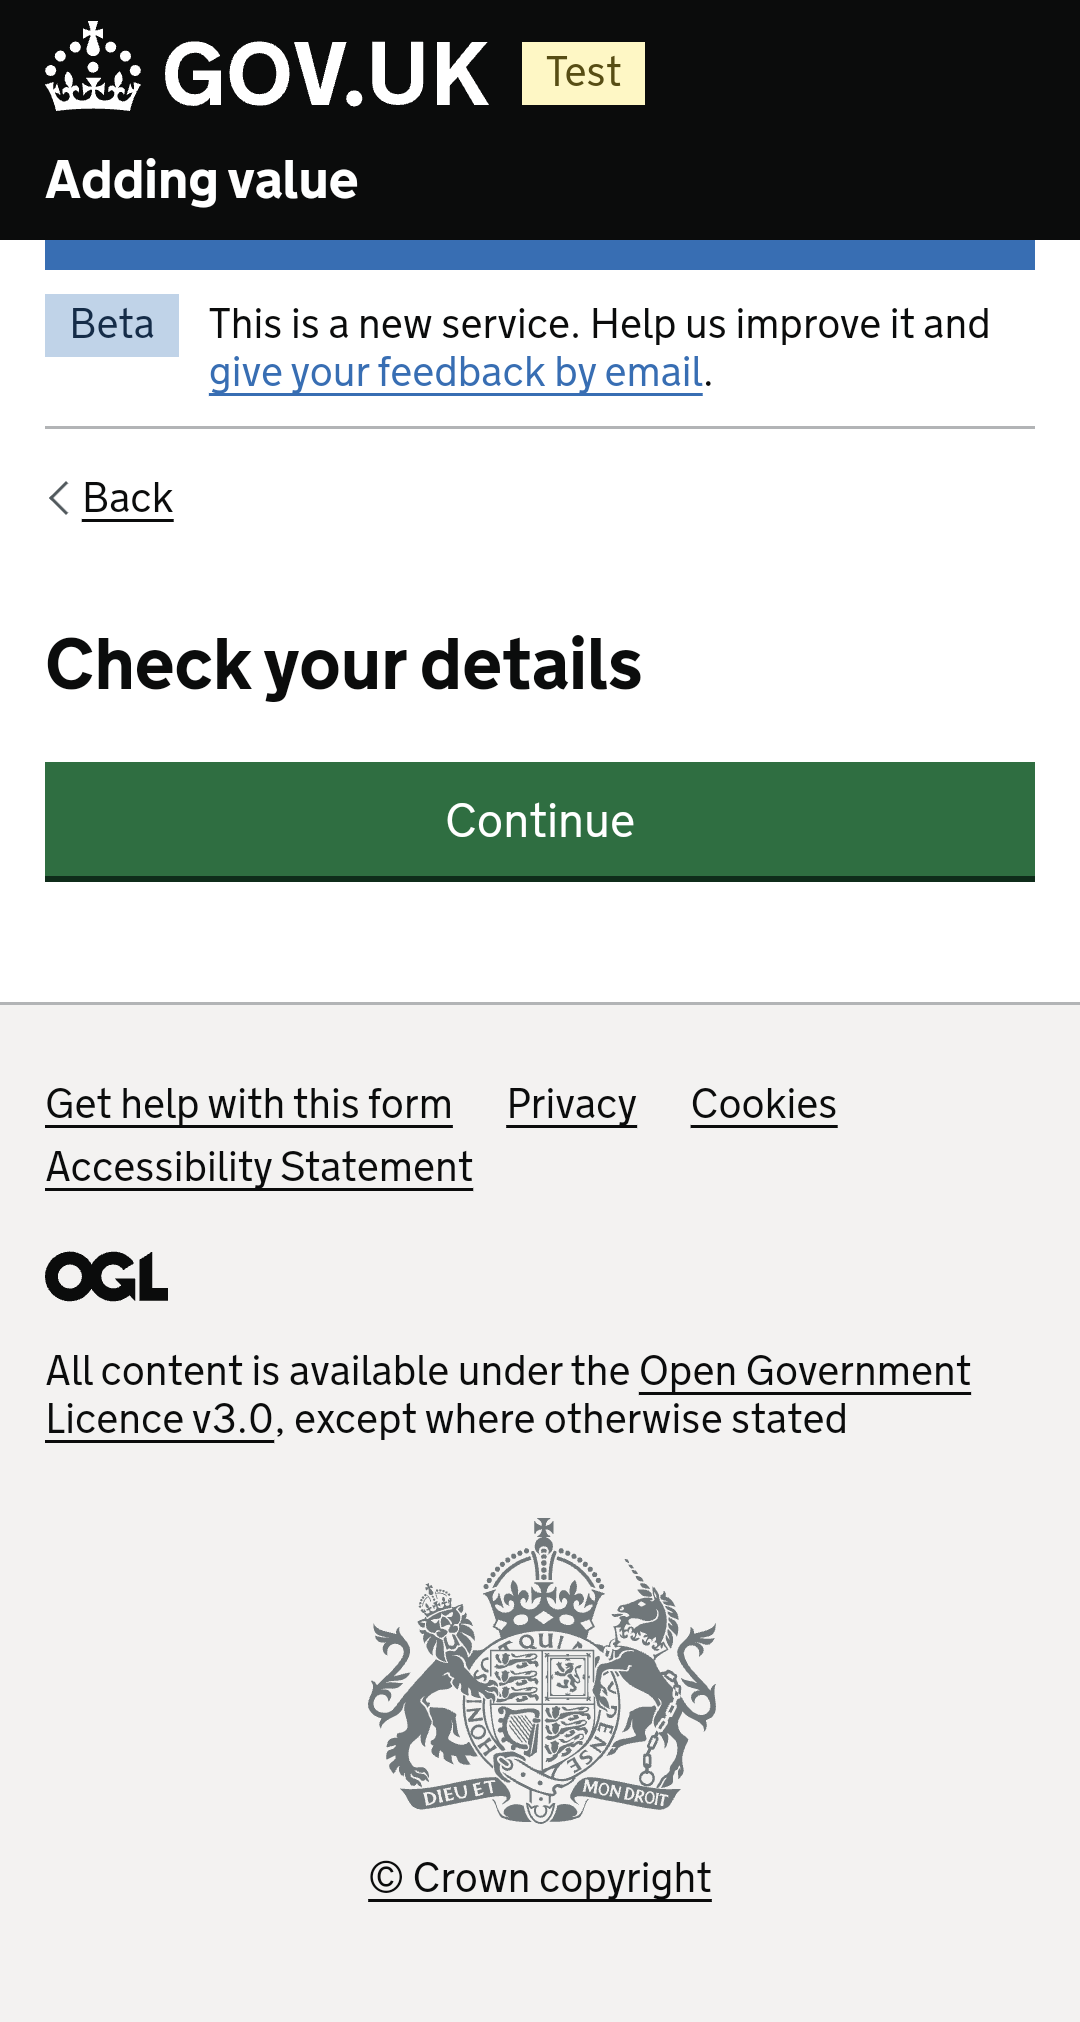 GOV.UK Test
Adding value
Beta This is a new service. Help us improve it and
give your feedback by email.
Back
Check your details
Continue
Get help with this form Privacy Cookies
Accessibility Statement
OGL
All content is available under the Open Government
Licence v3.0, except where otherwise stated
QUI
HONI
PENSE
DIEU ET MON DROIT
© Crown copyright